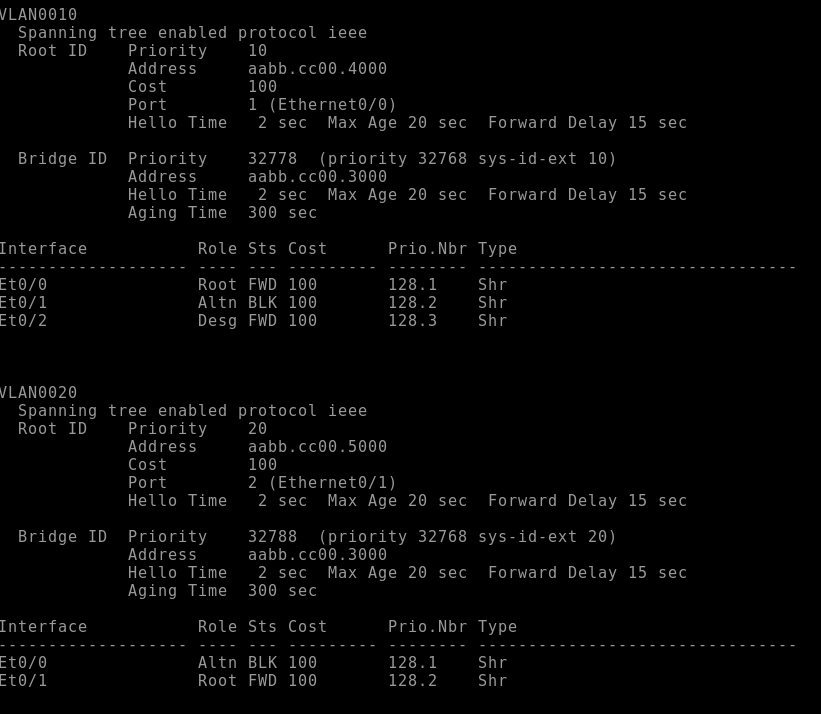 VLAN0010
  Spanning tree enabled protocol ieee
  Root ID    Priority    10
             Address     aabb.cc00.4000
             Cost        100
             Port        1 (Ethernet0/0)
             Hello Time   2 sec  Max Age 20 sec  Forward Delay 15 sec

  Bridge ID  Priority    32778  (priority 32768 sys-id-ext 10)
             Address     aabb.cc00.3000
             Hello Time   2 sec  Max Age 20 sec  Forward Delay 15 sec
             Aging Time  300 sec

Interface           Role Sts Cost      Prio.Nbr Type
------------------- ---- --- --------- -------- --------------------------------
Et0/0               Root FWD 100       128.1    Shr
Et0/1               Altn BLK 100       128.2    Shr
Et0/2               Desg FWD 100       128.3    Shr

VLAN0020
  Spanning tree enabled protocol ieee
  Root ID    Priority    20
             Address     aabb.cc00.5000
             Cost        100
             Port        2 (Ethernet0/1)
             Hello Time   2 sec  Max Age 20 sec  Forward Delay 15 sec

  Bridge ID  Priority    32788  (priority 32768 sys-id-ext 20)
             Address     aabb.cc00.3000
             Hello Time   2 sec  Max Age 20 sec  Forward Delay 15 sec
             Aging Time  300 sec

Interface           Role Sts Cost      Prio.Nbr Type
------------------- ---- --- --------- -------- --------------------------------
Et0/0               Altn BLK 100       128.1    Shr
Et0/1               Root FWD 100       128.2    Shr